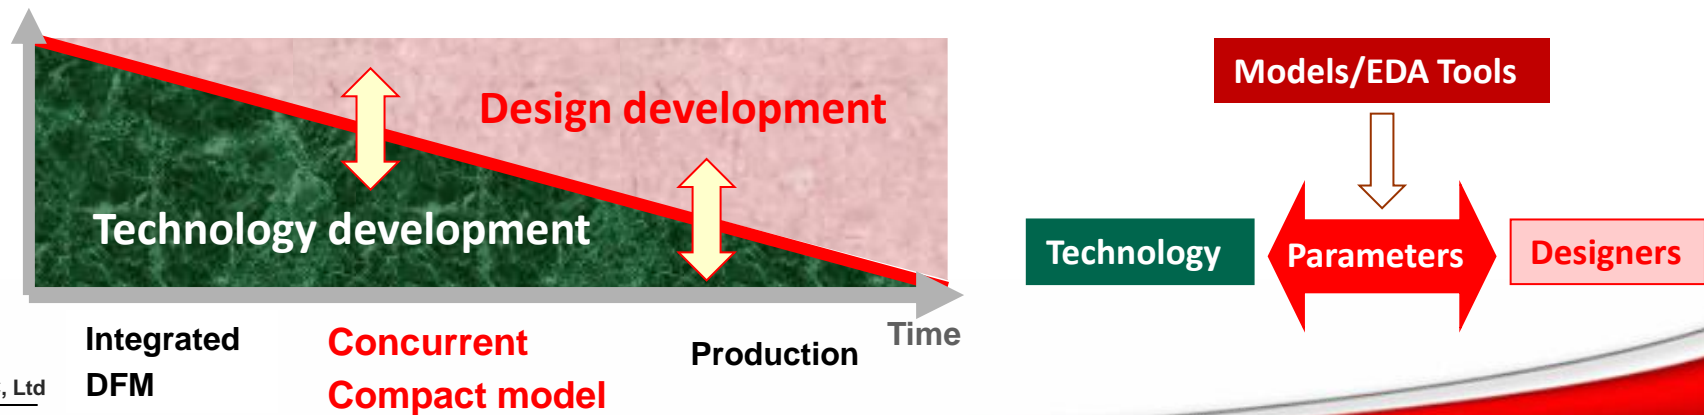 Design development
Technology development
Time
Integrated
DFM
Concurrent
Compact model
Production
Models/EDA Tools
Technology
Parameters
Designers
, Ltd